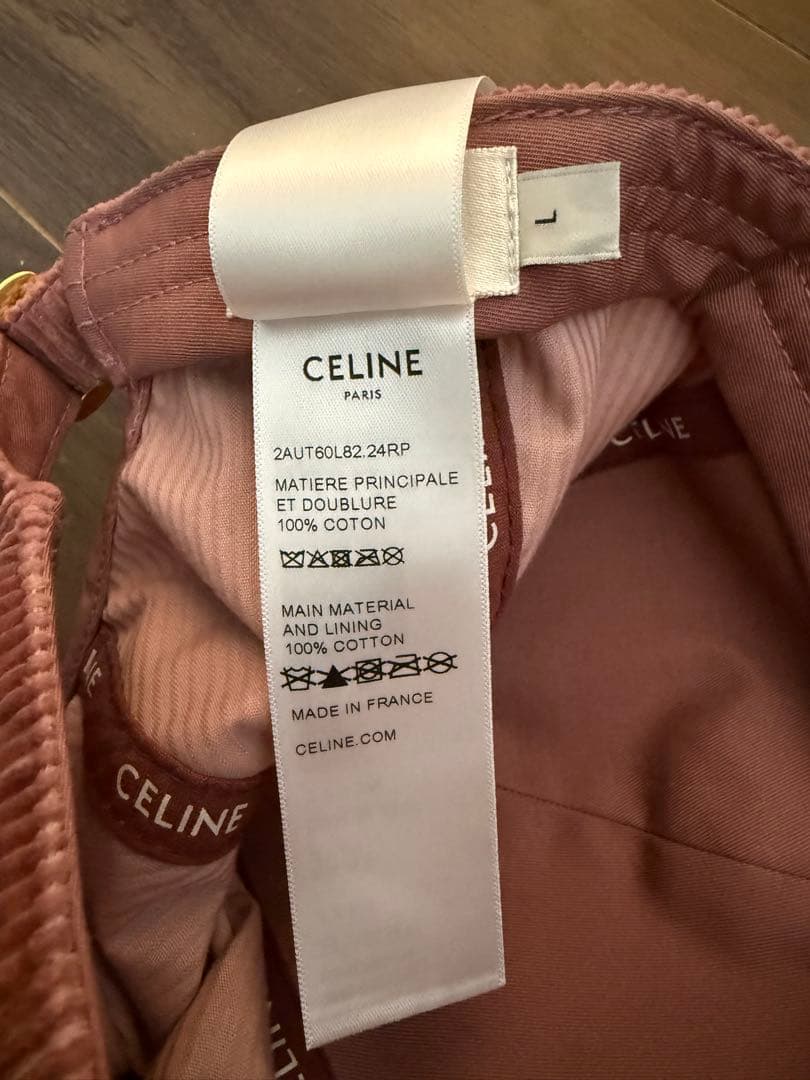 L
CELINE
PARIS
2AUT60L82.24RP
MATIERE PRINCIPALE
ET DOUBLURE
100% COTON
MAIN MATERIAL
AND LINING
100% COTTON
MADE IN FRANCE
CELINE.COM
CELINE
CELINE